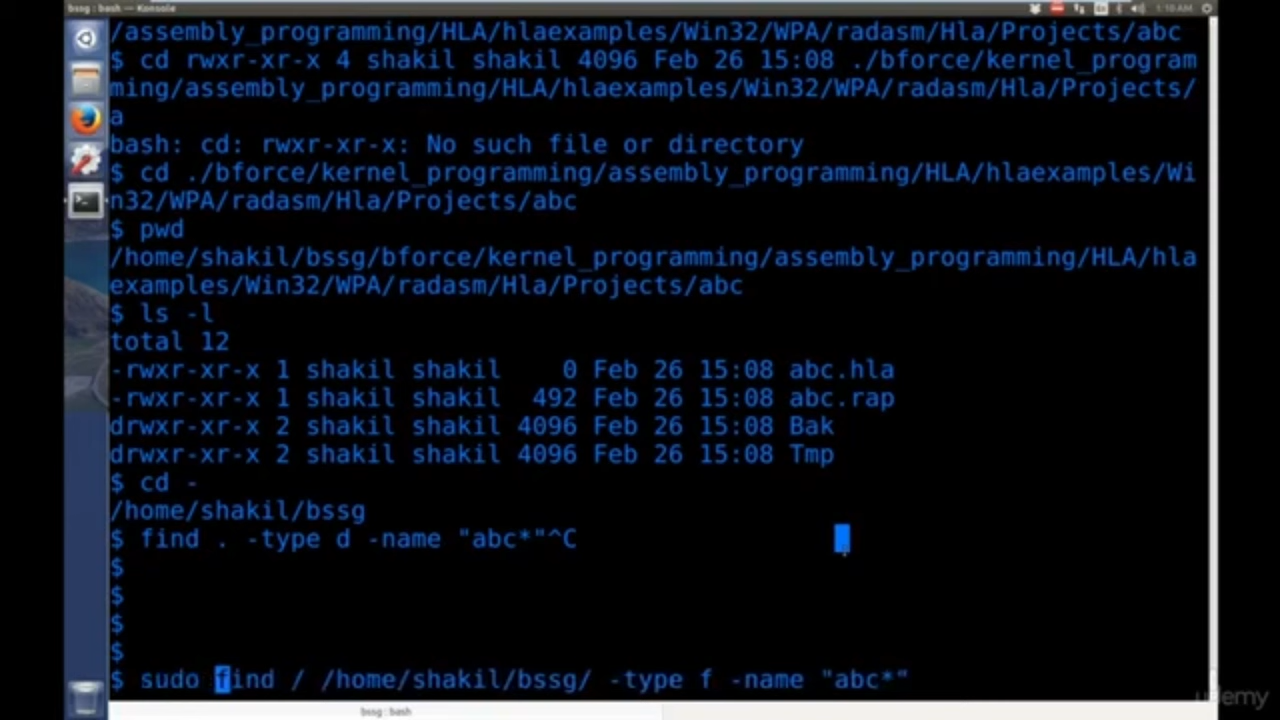 bssg : bash — Konsole
1:10 AM
/assembly_programming/HLA/hlaexamples/Win32/WPA/radasm/Hla/Projects/abc
$ cd rwxr-xr-x 4 shakil shakil 4096 Feb 26 15:08 ./bforce/kernel_program
ming/assembly_programming/HLA/hlaexamples/Win32/WPA/radasm/Hla/Projects/
a
bash: cd: rwxr-xr-x: No such file or directory
$ cd ./bforce/kernel_programming/assembly_programming/HLA/hlaexamples/Wi
n32/WPA/radasm/Hla/Projects/abc
$ pwd
/home/shakil/bssg/bforce/kernel_programming/assembly_programming/HLA/hla
examples/Win32/WPA/radasm/Hla/Projects/abc
$ ls -l
total 12
-rwxr-xr-x 1 shakil shakil    0 Feb 26 15:08 abc.hla
-rwxr-xr-x 1 shakil shakil  492 Feb 26 15:08 abc.rap
drwxr-xr-x 2 shakil shakil 4096 Feb 26 15:08 Bak
drwxr-xr-x 2 shakil shakil 4096 Feb 26 15:08 Tmp
$ cd -
/home/shakil/bssg
$ find . -type d -name "abc*"^C
$
$
$
$
$ sudo find / /home/shakil/bssg/ -type f -name "abc*"
bssg : bash
udemy